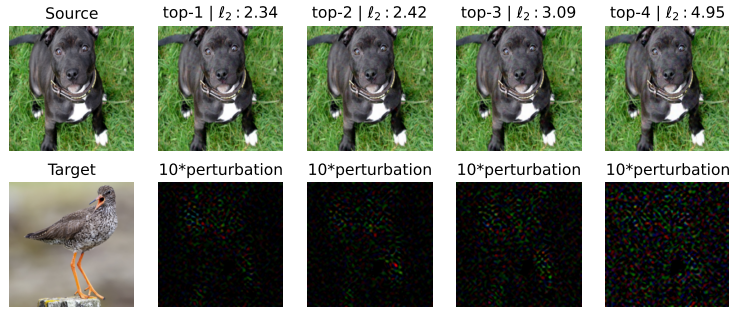 Source
top-1 | ℓ₂ : 2.34
top-2 | ℓ₂ : 2.42
top-3 | ℓ₂ : 3.09
top-4 | ℓ₂ : 4.95
Target
10*perturbation
10*perturbation
10*perturbation
10*perturbation